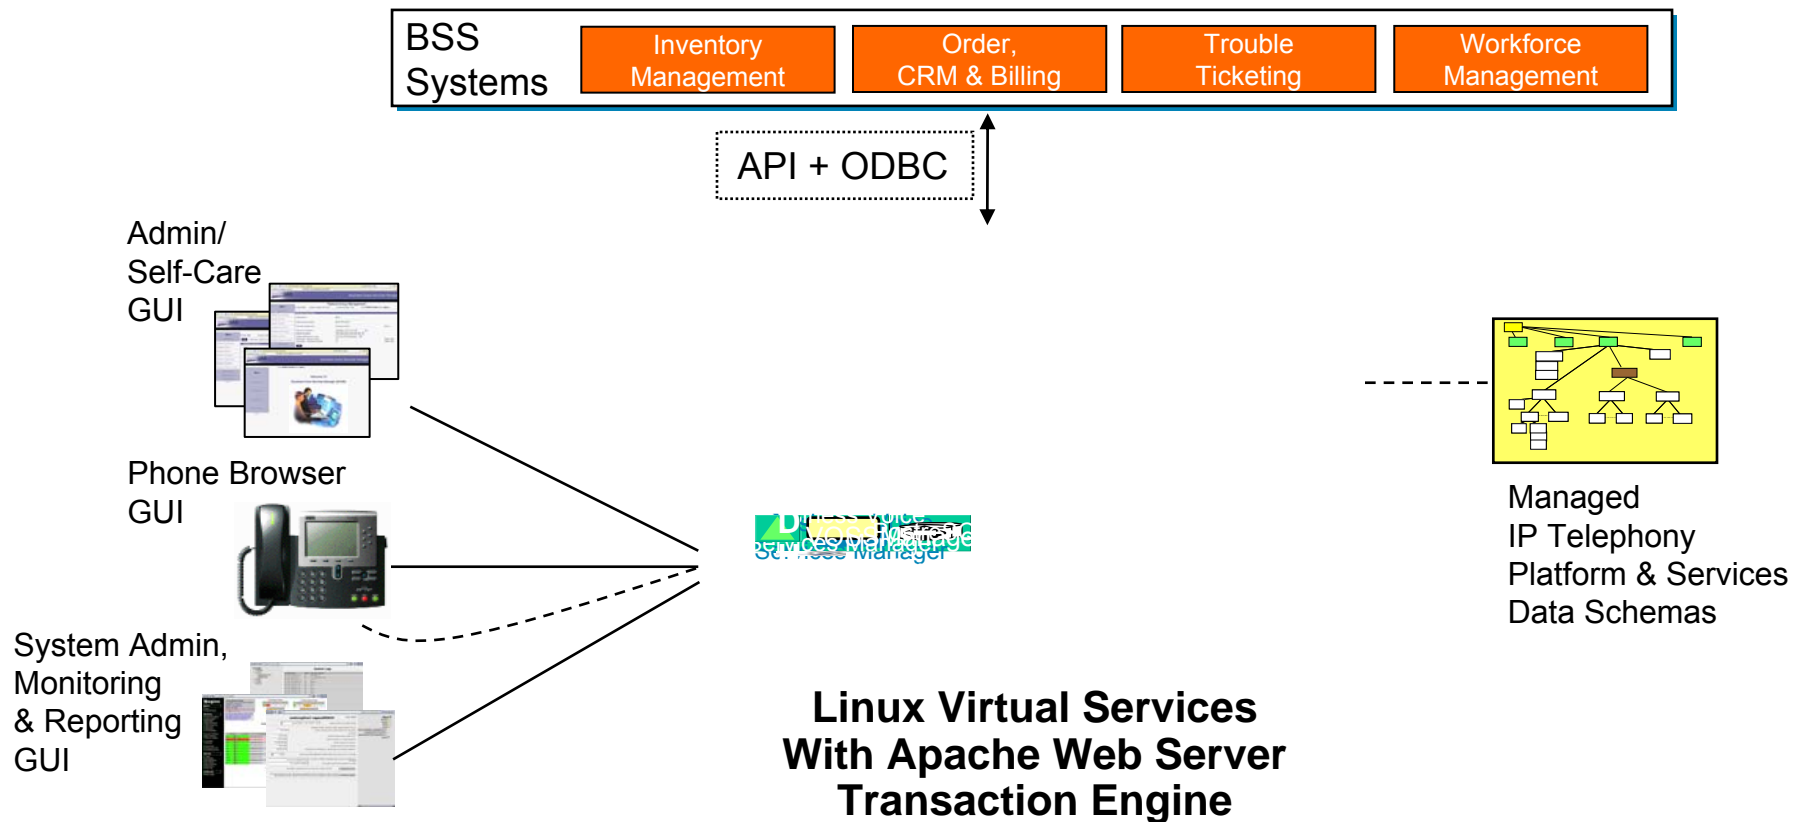 BSS
Systems
Inventory
Management
Order,
CRM & Billing
Trouble
Ticketing
Workforce
Management
API + ODBC
Admin/
Self-Care
GUI
Phone Browser
GUI
Services Manager
System Admin,
Monitoring
& Reporting
GUI
Managed
IP Telephony
Platform & Services
Data Schemas
Linux Virtual Services
With Apache Web Server
Transaction Engine